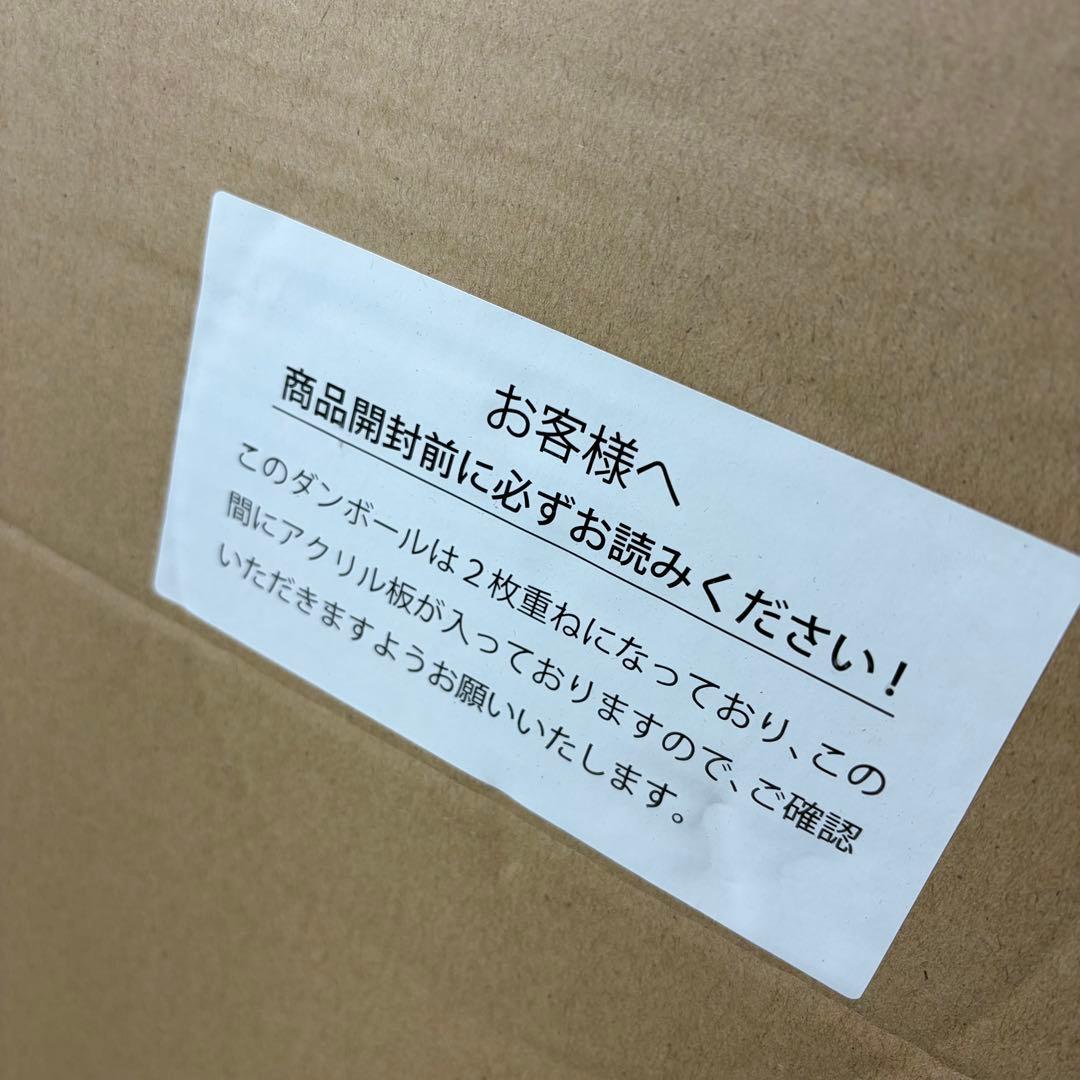 お客様へ
商品開封前に必ずお読みください！
このダンボールは２枚重ねになっており、この
間にアクリル板が入っておりますので、ご確認
いただきますようお願いいたします。